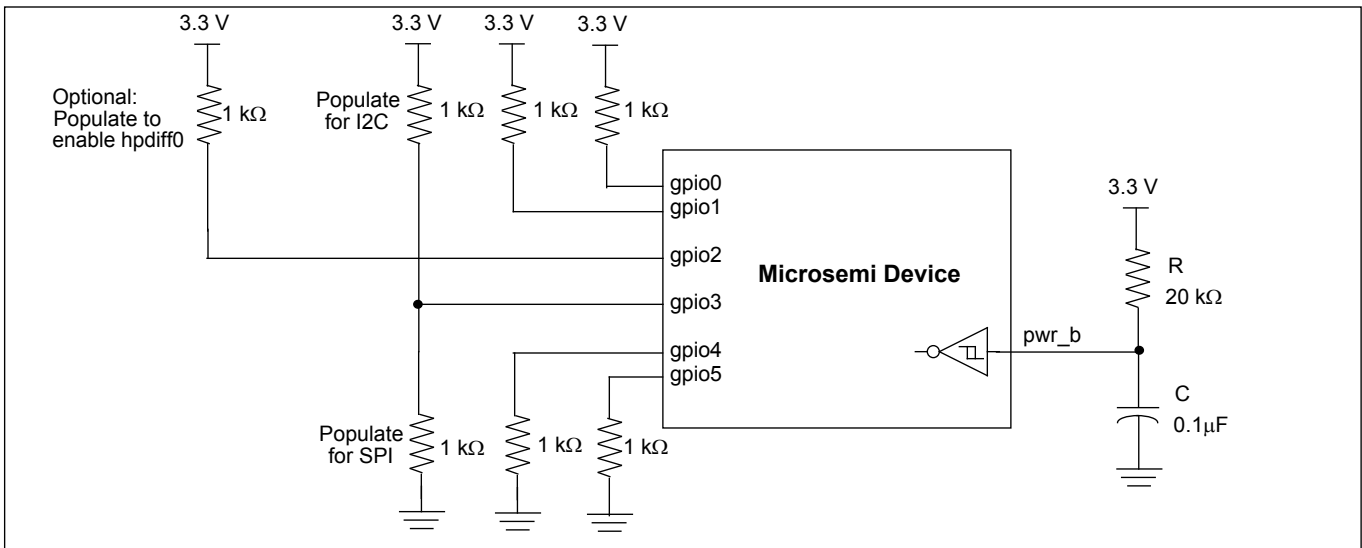 3.3 V
3.3 V
3.3 V
3.3 V
Optional:
Populate to
enable hpdiff0
1 kΩ
Populate
for I2C
1 kΩ
1 kΩ
1 kΩ
gpio0
gpio1
gpio2
gpio3
gpio4
gpio5
Microsemi Device
pwr_b
3.3 V
R
20 kΩ
C
0.1μF
Populate
for SPI
1 kΩ
1 kΩ
1 kΩ